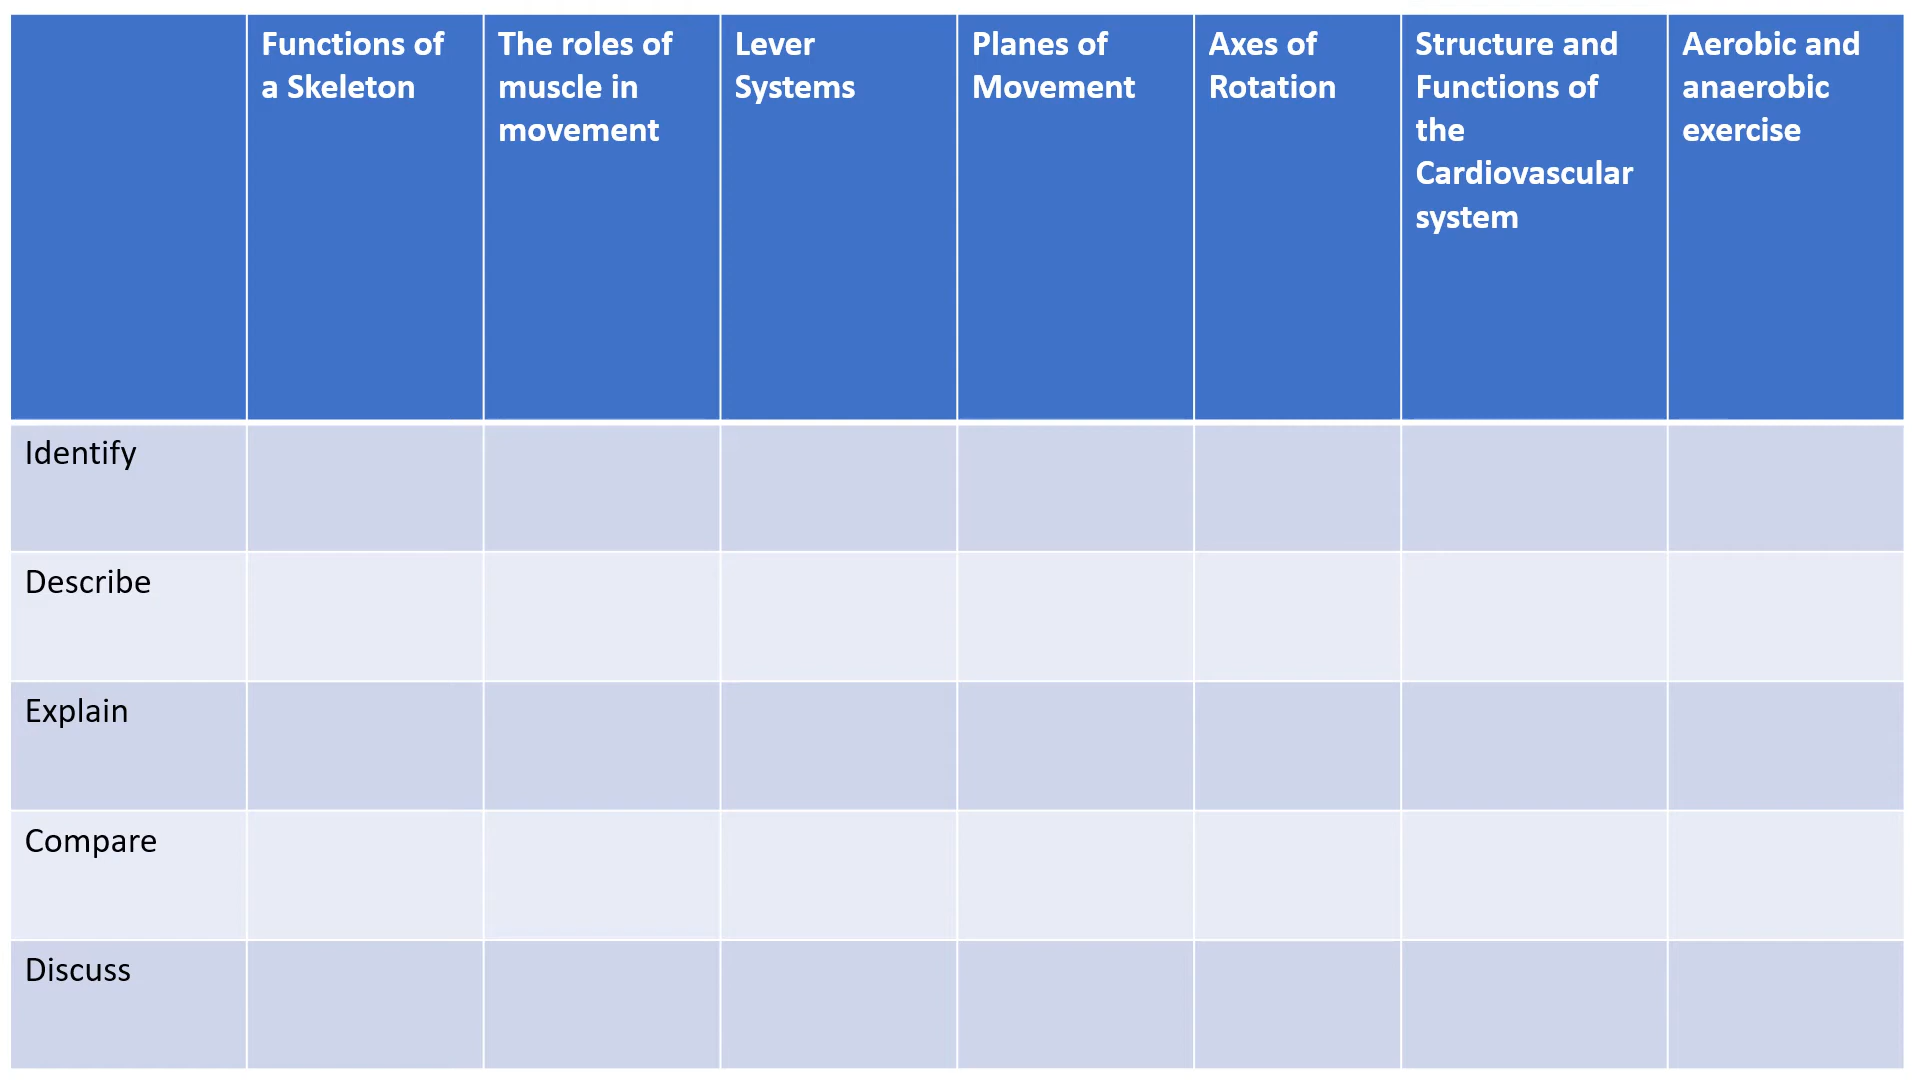 Functions of
a Skeleton
The roles of
muscle in
movement
Lever
Systems
Planes of
Movement
Axes of
Rotation
Structure and
Functions of
the
Cardiovascular
system
Aerobic and
anaerobic
exercise
Identify
Describe
Explain
Compare
Discuss